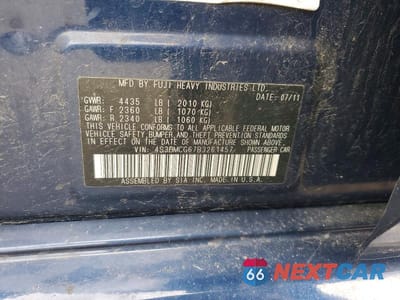 MFD. BY FUJI HEAVY INDUSTRIES LTD.
DATE: 07/11
GVWR: 4435 LB ( 2010 KG)
GAWR: F 2360 LB ( 1070 KG)
GAWR: R 2340 LB ( 1060 KG)
THIS VEHICLE CONFORMS TO ALL APPLICABLE FEDERAL MOTOR
VEHICLE SAFETY, BUMPER, AND THEFT PREVENTION STANDARDS
IN EFFECT ON THE DATE OF MANUFACTURE SHOWN ABOVE.
VIN: 4S3BMCG67B3261457 PASSENGER CAR
ASSEMBLED BY SIA INC. MADE IN U.S.A.
66 NEXTCAR